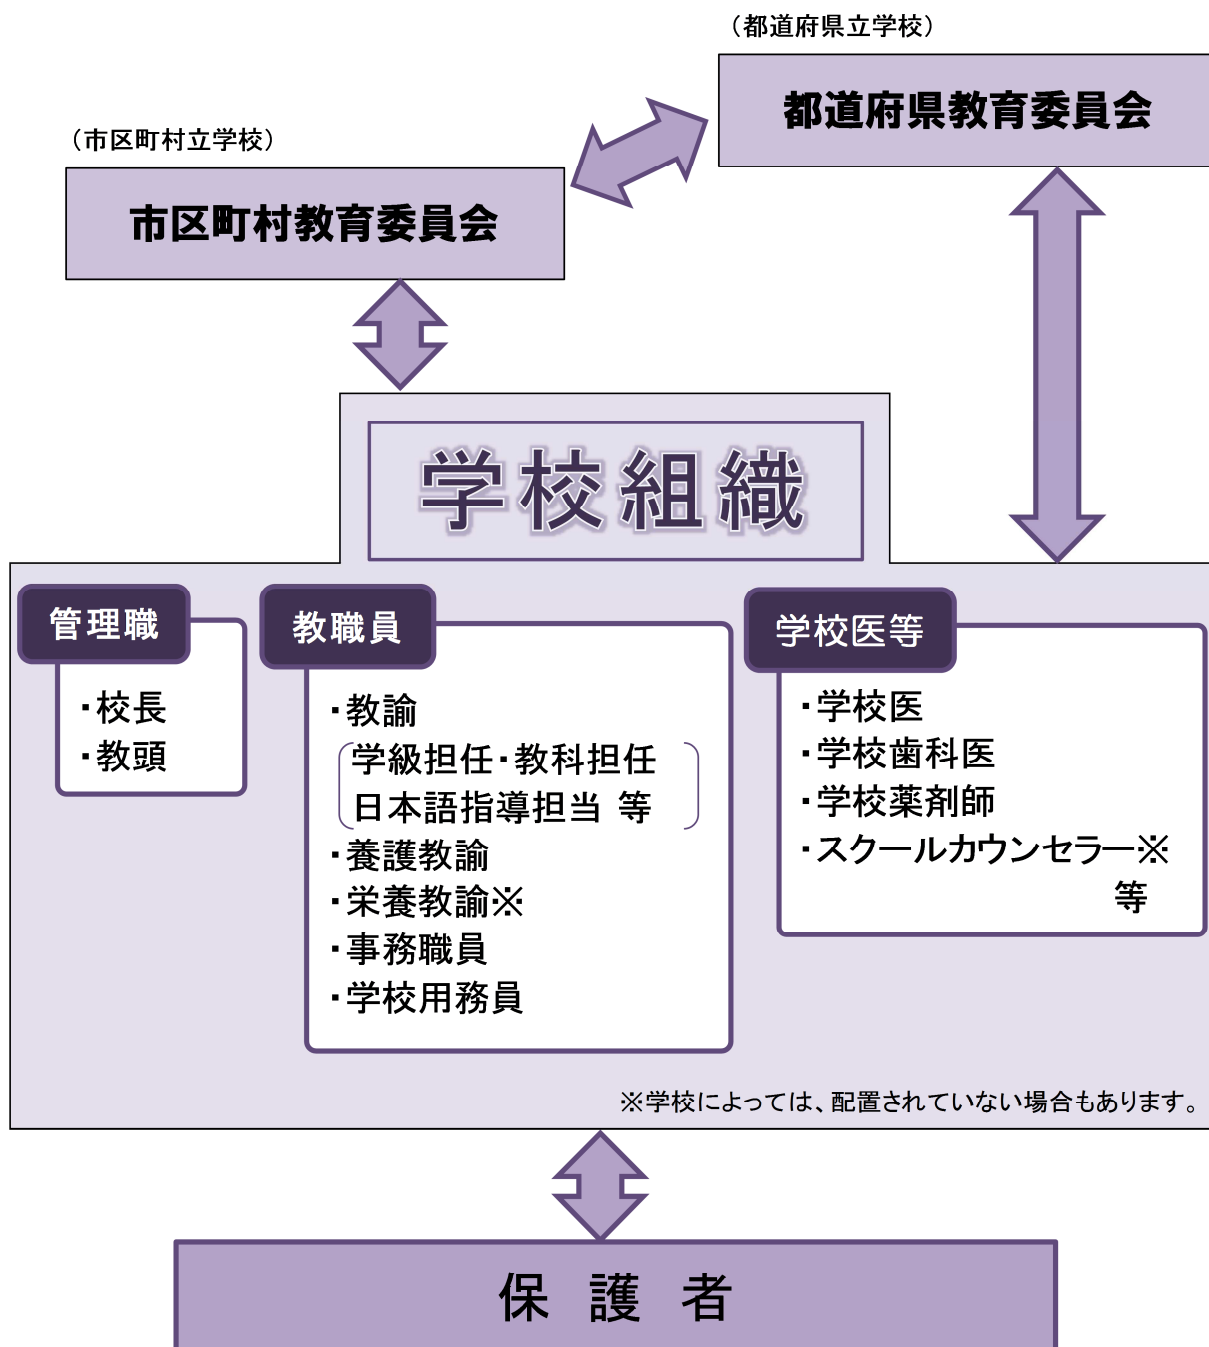 （都道府県立学校）
都道府県教育委員会
（市区町村立学校）
市区町村教育委員会
学校組織
管理職
・校長
・教頭
教職員
・教諭
学級担任・教科担任
日本語指導担当 等
・養護教諭
・栄養教諭※
・事務職員
・学校用務員
学校医等
・学校医
・学校歯科医
・学校薬剤師
・スクールカウンセラー※
等
※学校によっては、配置されていない場合もあります。
保護者